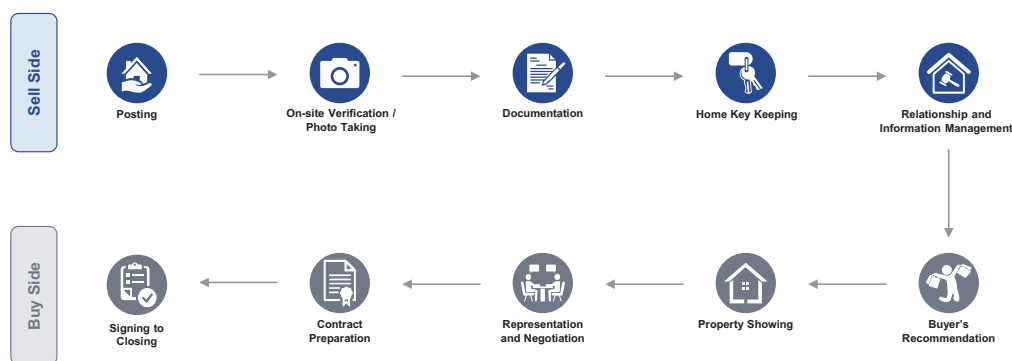 Sell Side
Posting
On-site Verification /
Photo Taking
Documentation
Home Key Keeping
Relationship and
Information Management
Buy Side
Signing to
Closing
Contract
Preparation
Representation
and Negotiation
Property Showing
Buyer's
Recommendation